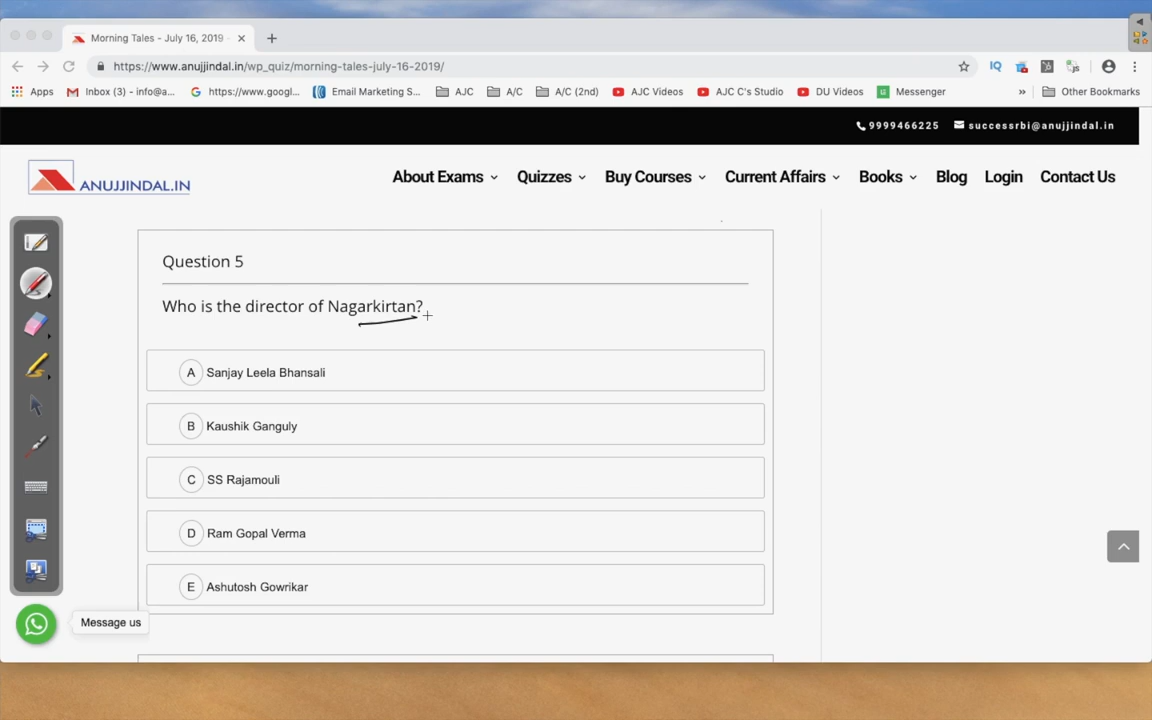 Morning Tales - July 16, 2019
https://www.anujjindal.in/wp_quiz/morning-tales-july-16-2019/
IQ
Apps Inbox (3) - info@a... https://www.googl... Email Marketing S... AJC A/C A/C (2nd) AJC Videos AJC C's Studio DU Videos Messenger » Other Bookmarks
9999466225 successrbi@anujjindal.in
ANUJJINDAL.IN About Exams Quizzes Buy Courses Current Affairs Books Blog Login Contact Us
Question 5
Who is the director of Nagarkirtan?
A Sanjay Leela Bhansali
B Kaushik Ganguly
C SS Rajamouli
D Ram Gopal Verma
E Ashutosh Gowrikar
Message us